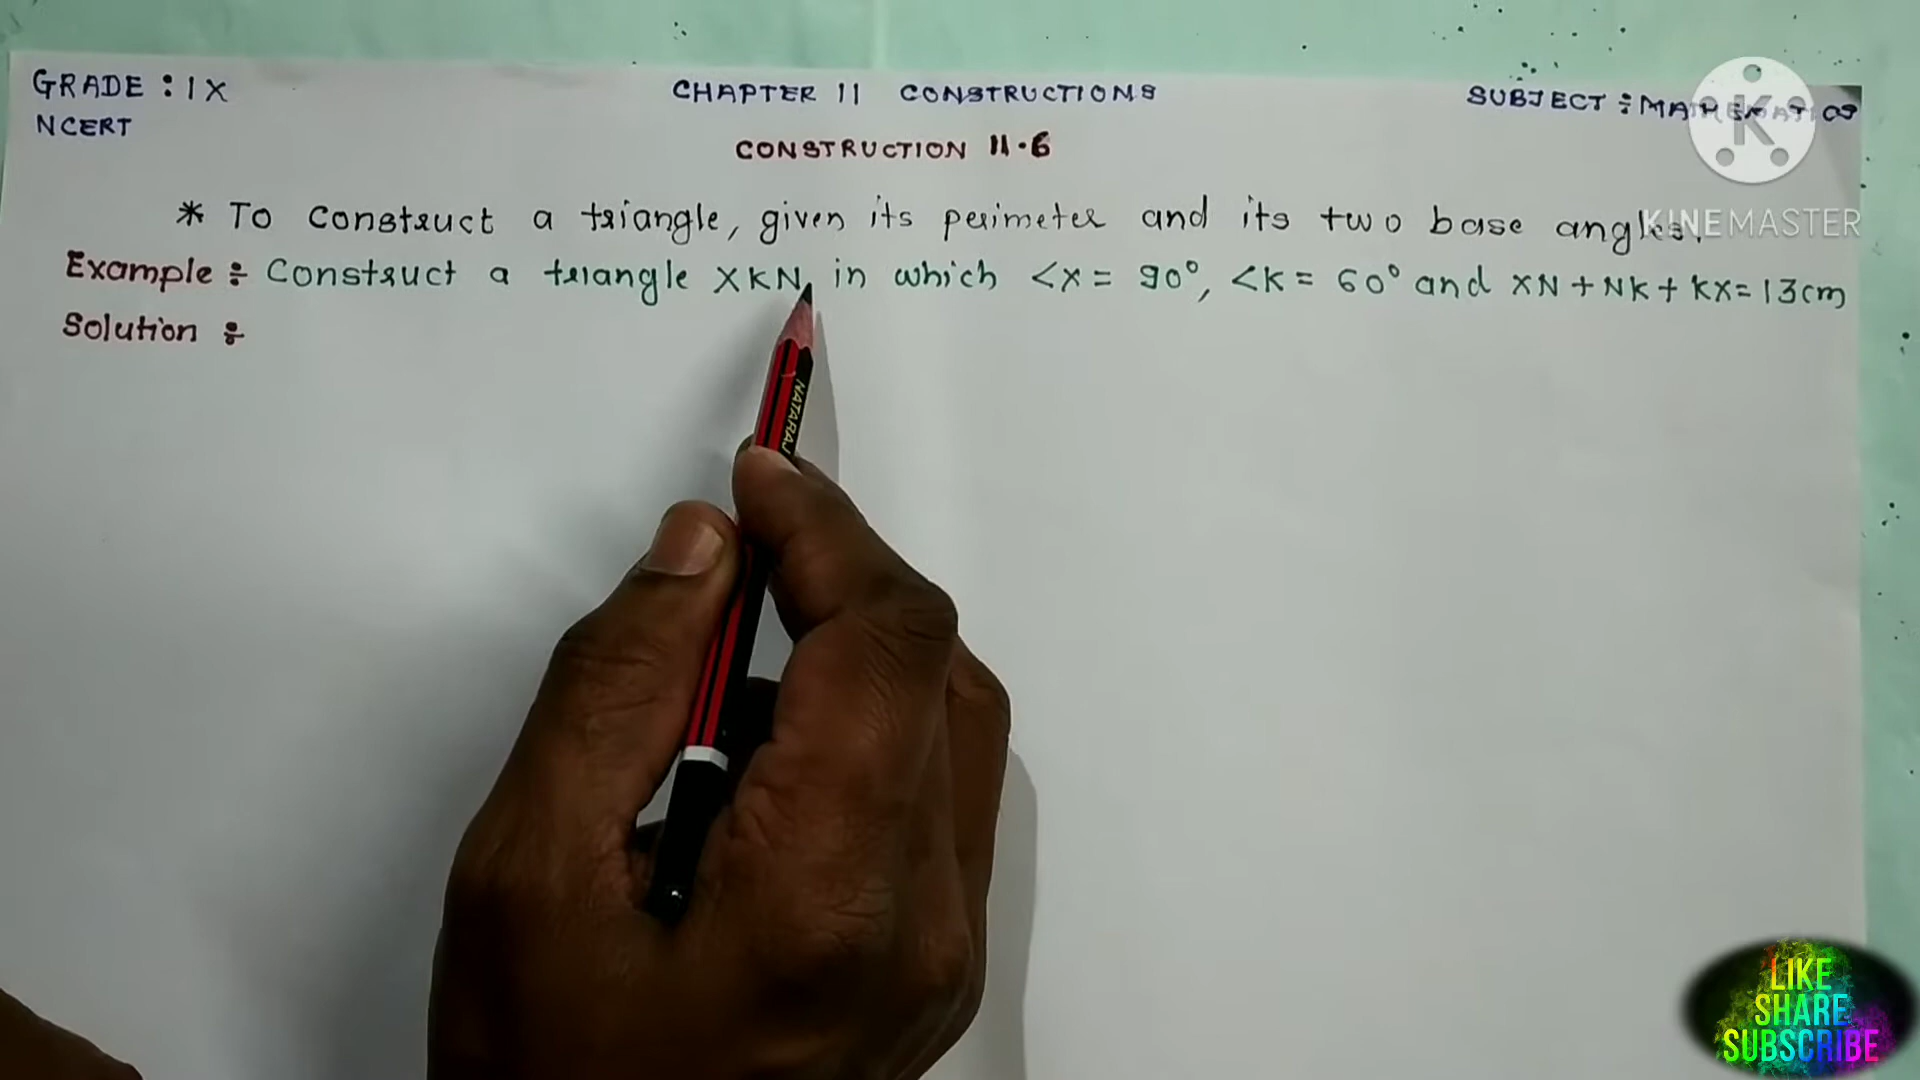 GRADE : IX
CHAPTER 11 CONSTRUCTIONS
SUBJECT ÷ MATHEMATICS
NCERT
CONSTRUCTION 11.6
* To construct a triangle, given its perimeter and its two base angles.
Example ÷ Construct a triangle XKN in which <X = 90°, <K = 60° and XN + NK + KX = 13cm
Solution ÷
K
KINEMASTER
NATARAJ
LIKE
SHARE
SUBSCRIBE